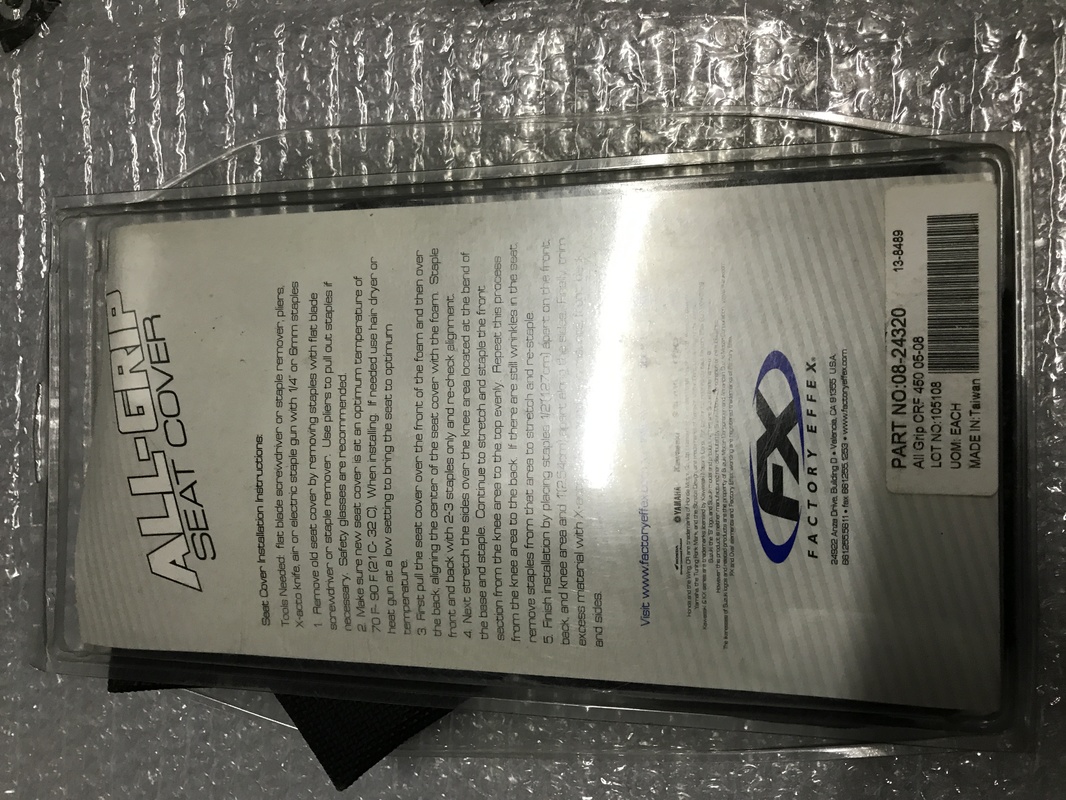 ALL-GRIP
SEAT COVER
Seat Cover Installation Instructions:
Tools Needed: flat blade screwdriver or staple remover, pliers,
X-acto knife, air or electric staple gun with 1/4" or 6mm staples
1. Remove old seat cover by removing staples with flat blade
screwdriver or staple remover. Use pliers to pull out staples if
necessary. Safety glasses are recommended.
2. Make sure new seat cover is at an optimum temperature of
70 F- 90 F (21 C- 32 C). When installing. If needed use hair dryer or
heat gun at a low setting to bring the seat to optimum
temperature.
3. First pull the seat cover over the front of the foam and then over
the back, aligning the center of the seat cover with the foam. Staple
front and back with 2-3 staples only and re-check alignment.
4. Next stretch the sides over the knee area located at the bend of
the base and staple. Continue to stretch and staple the front
section from the knee area to the top evenly. Repeat this process
from the knee area to the back. If there are still wrinkles in the seat
remove staples from that area to stretch and re-staple.
5. Finish installation by placing staples 1/2"(1.27cm) apart on the front,
back, and knee area and apart along the
excess material with X-
and sides.
Visit www.factoryeffex
YAMAHA Kawasaki
FX
FACTORY EFFEX®
24922 Anza Drive, Building D • Valencia, CA 91355 USA
661.255.5611 • fax 661.255.1253 • www.factoryeffex.com
PART NO:08-24320 13-8489
All Grip CRF 450 05-08
LOT NO:105108
UOM: EACH
MADE IN:Taiwan